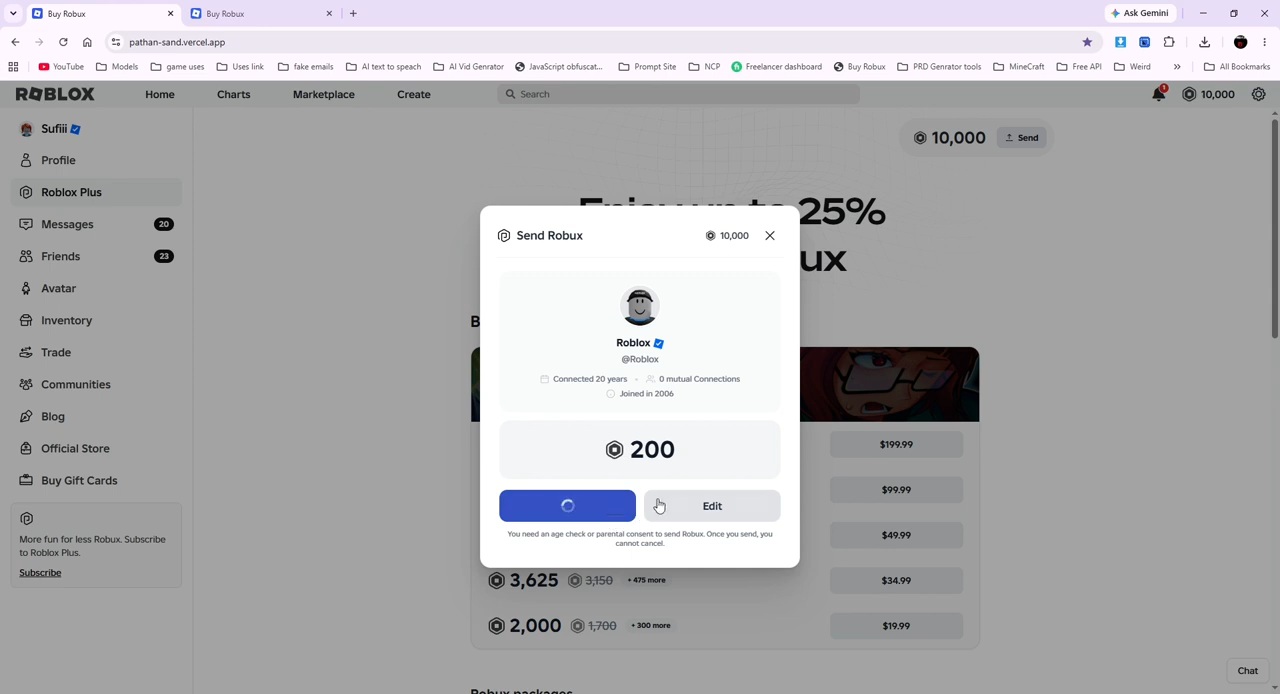 Buy Robux
Buy Robux
Ask Gemini
pathan-sand.vercel.app
YouTube
Models
game uses
Uses link
fake emails
AI text to speach
AI Vid Genrator
JavaScript obfuscat...
Prompt Site
NCP
Freelancer dashboard
Buy Robux
PRD Genrator tools
MineCraft
Free API
Weird
All Bookmarks
ROBLOX
Home
Charts
Marketplace
Create
Search
1
10,000
Sufiii
Profile
Roblox Plus
Messages 20
Friends 23
Avatar
Inventory
Trade
Communities
Blog
Official Store
Buy Gift Cards
More fun for less Robux. Subscribe
to Roblox Plus.
Subscribe
10,000 Send
25%
Send Robux 10,000
Roblox
@Roblox
Connected 20 years • 0 mutual Connections
Joined in 2006
200
Edit
You need an age check or parental consent to send Robux. Once you send, you
cannot cancel.
$199.99
$99.99
$49.99
3,625 3,150 + 475 more $34.99
2,000 1,700 + 300 more $19.99
Robux packages
Chat